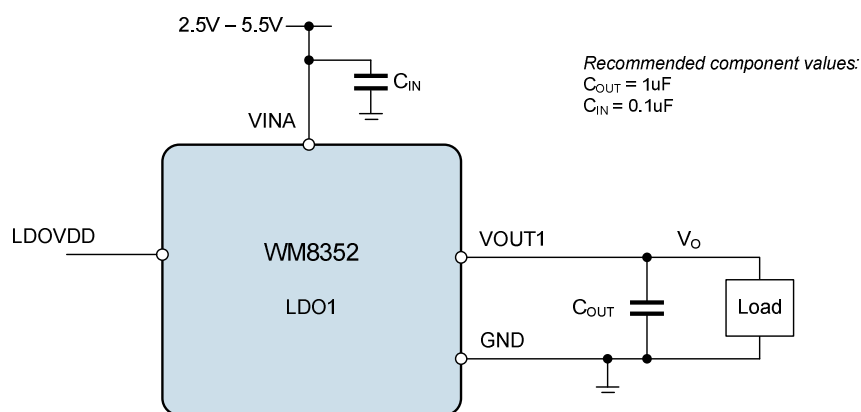 2.5V – 5.5V
Recommended component values:
COUT = 1uF
CIN = 0.1uF
CIN
VINA
LDOVDD
WM8352
LDO1
VOUT1
VO
COUT
Load
GND